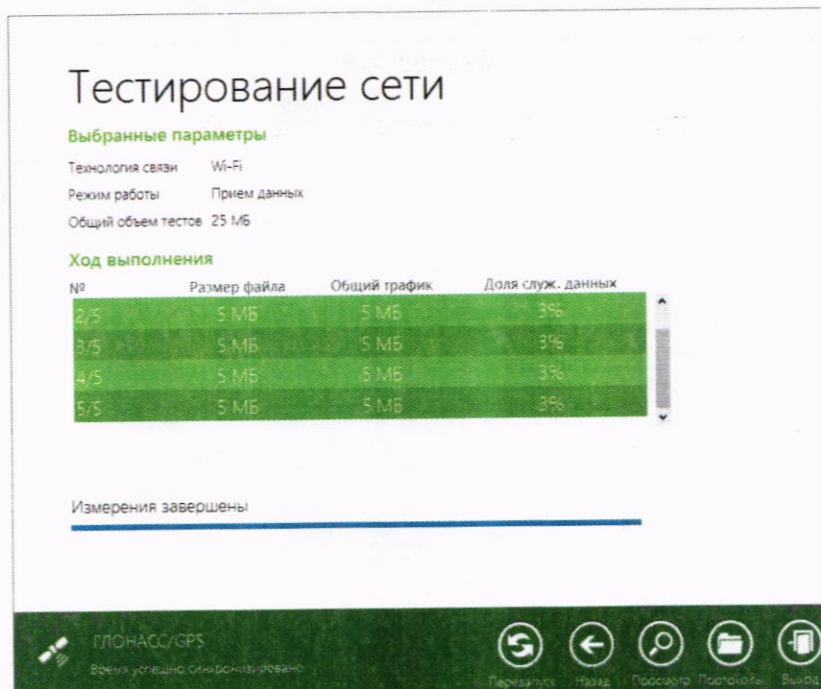 Тестирование сети
Выбранные параметры
Технология связи Wi-Fi
Режим работы Прием данных
Общий объем тестов 25 МБ
Ход выполнения
№ Размер файла Общий трафик Доля служ. данных
2/5 5 МБ 5 МБ 3%
3/5 5 МБ 5 МБ 3%
4/5 5 МБ 5 МБ 3%
5/5 5 МБ 5 МБ 3%
Измерения завершены
ГЛОНАСС/GPS
Время успешно синхронизировано
Перезапуск Назад Просмотр Протоколы Выход